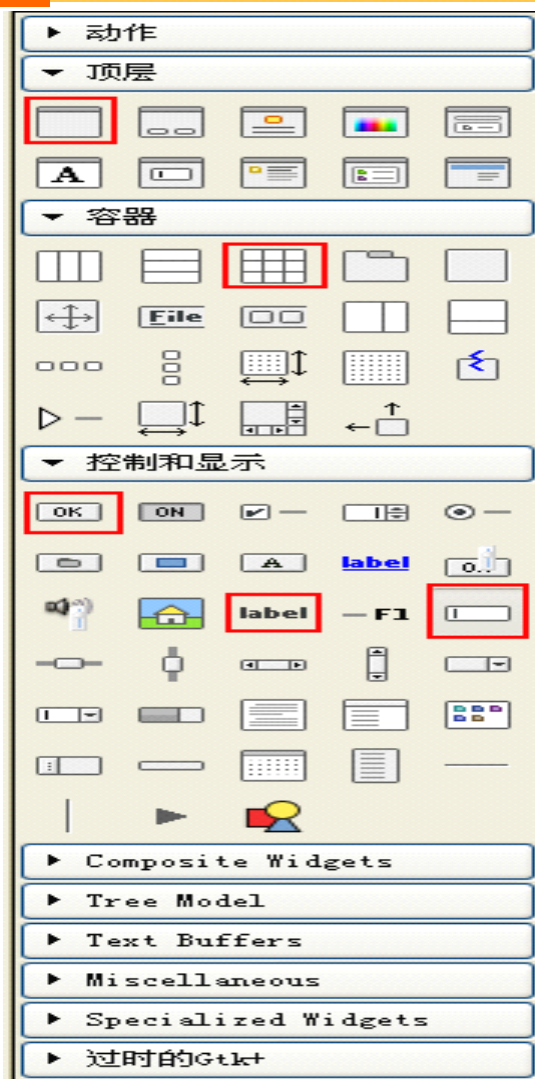 动作
顶层
A
容器
File
控制和显示
OK ON
A label o..
label F1
Composite Widgets
Tree Model
Text Buffers
Miscellaneous
Specialized Widgets
过时的Gtk+